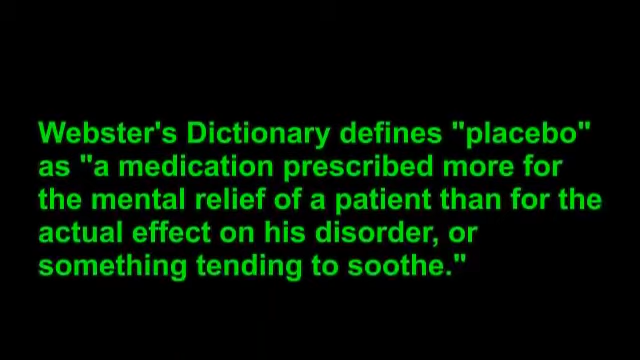 Webster's Dictionary defines "placebo"
as "a medication prescribed more for
the mental relief of a patient than for the
actual effect on his disorder, or
something tending to soothe."